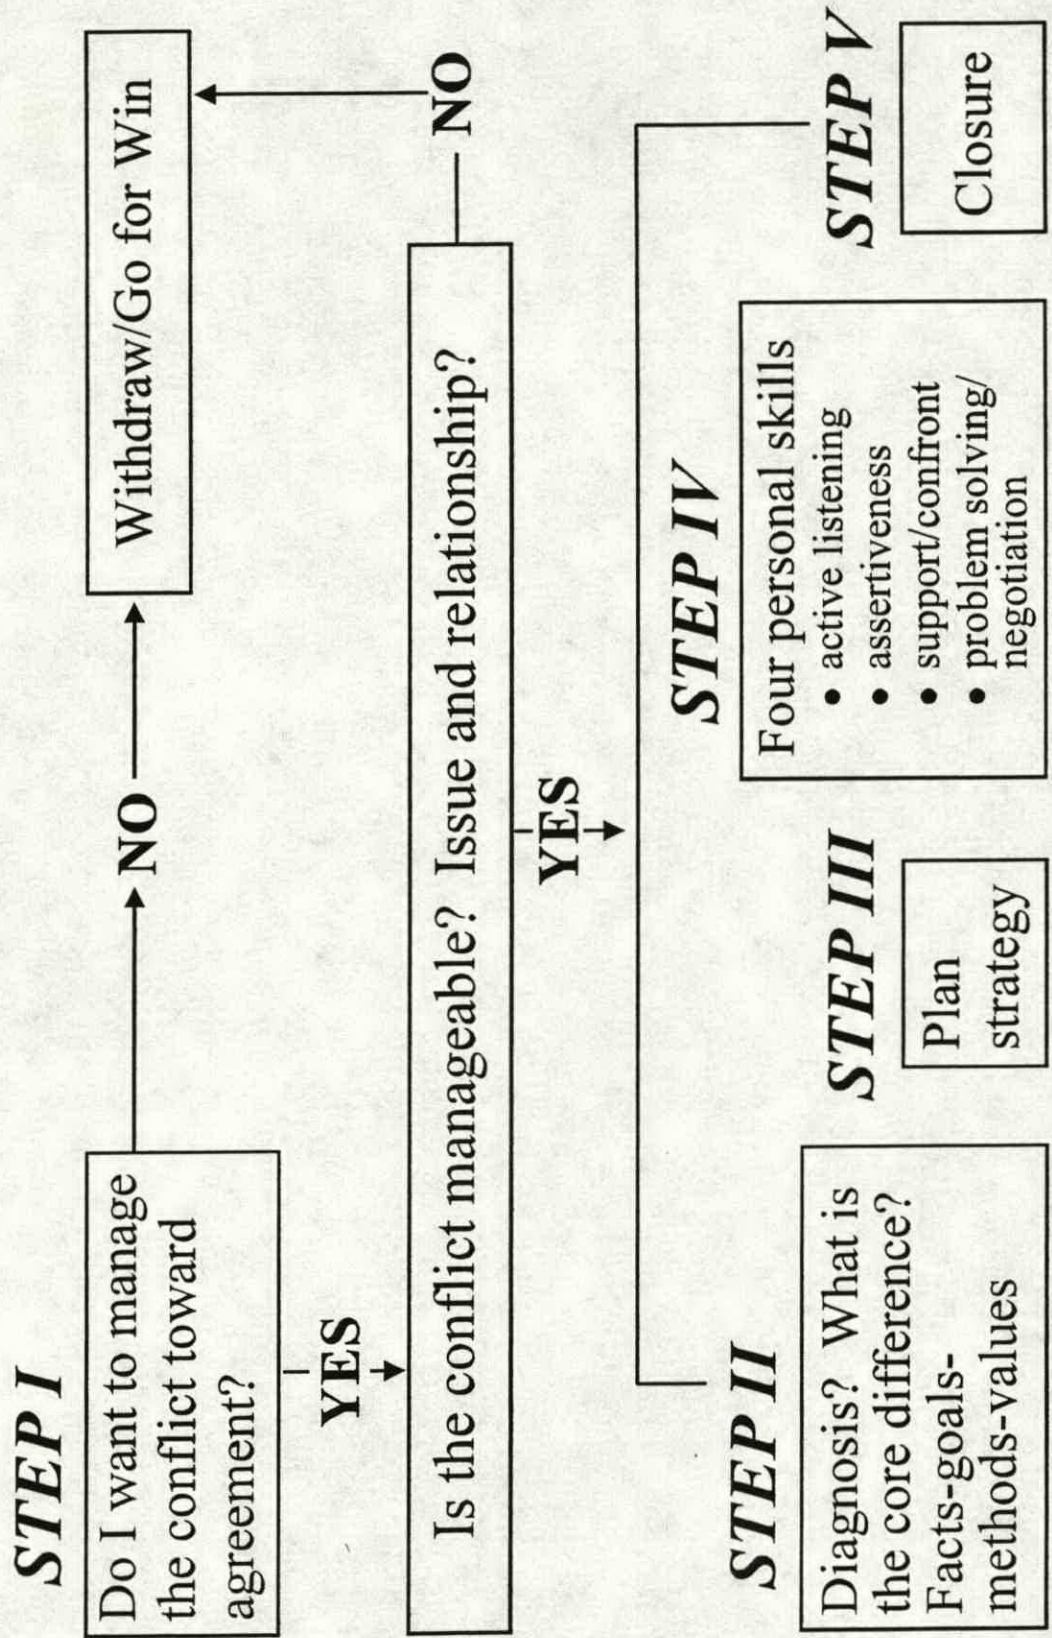 STEP I
Do I want to manage
the conflict toward
agreement?
NO
Withdraw/Go for Win
YES
Is the conflict manageable? Issue and relationship?
NO
YES
STEP II
Diagnosis? What is
the core difference?
Facts-goals-
methods-values
STEP III
Plan
strategy
STEP IV
Four personal skills
• active listening
• assertiveness
• support/confront
• problem solving/
negotiation
STEP V
Closure